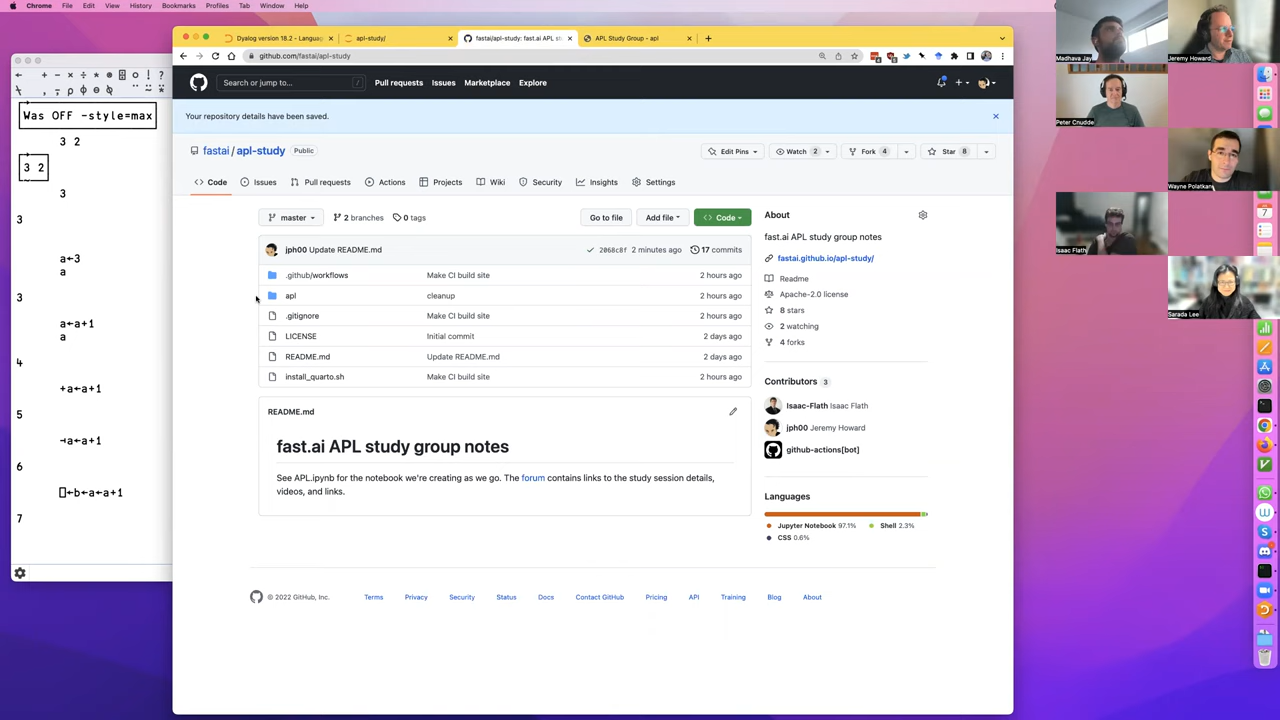 Chrome File Edit View History Bookmarks Profiles Tab Window Help
Dyalog version 18.2 - Langua
apl-study/
fastai/apl-study: fast.ai APL st
APL Study Group - apl
github.com/fastai/apl-study
Search or jump to... /
Pull requests Issues Marketplace Explore
Your repository details have been saved.
fastai / apl-study Public
Edit Pins Watch 2 Fork 4 Star 8
Code Issues Pull requests Actions Projects Wiki Security Insights Settings
master 2 branches 0 tags Go to file Add file Code
jph00 Update README.md 2068c8f 2 minutes ago 17 commits
.github/workflows Make CI build site 2 hours ago
apl cleanup 2 hours ago
.gitignore Make CI build site 2 hours ago
LICENSE Initial commit 2 days ago
README.md Update README.md 2 days ago
install_quarto.sh Make CI build site 2 hours ago
README.md
fast.ai APL study group notes
See APL.ipynb for the notebook we're creating as we go. The forum contains links to the study session details,
videos, and links.
About
fast.ai APL study group notes
fastai.github.io/apl-study/
Readme
Apache-2.0 license
8 stars
2 watching
4 forks
Contributors 3
Isaac-Flath Isaac Flath
jph00 Jeremy Howard
github-actions[bot]
Languages
Jupyter Notebook 97.1% Shell 2.3%
CSS 0.6%
© 2022 GitHub, Inc. Terms Privacy Security Status Docs Contact GitHub Pricing API Training Blog About
Was OFF -style=max
3 2
3 2
3
3
a←3
a
3
a←a+1
a
4
+a←a+1
5
⊣a←a+1
6
⎕←b←a←a+1
7
Madhava Jay
Jeremy Howard
Peter Cnudde
Wayne Polatkan
Isaac Flath
Sarada Lee